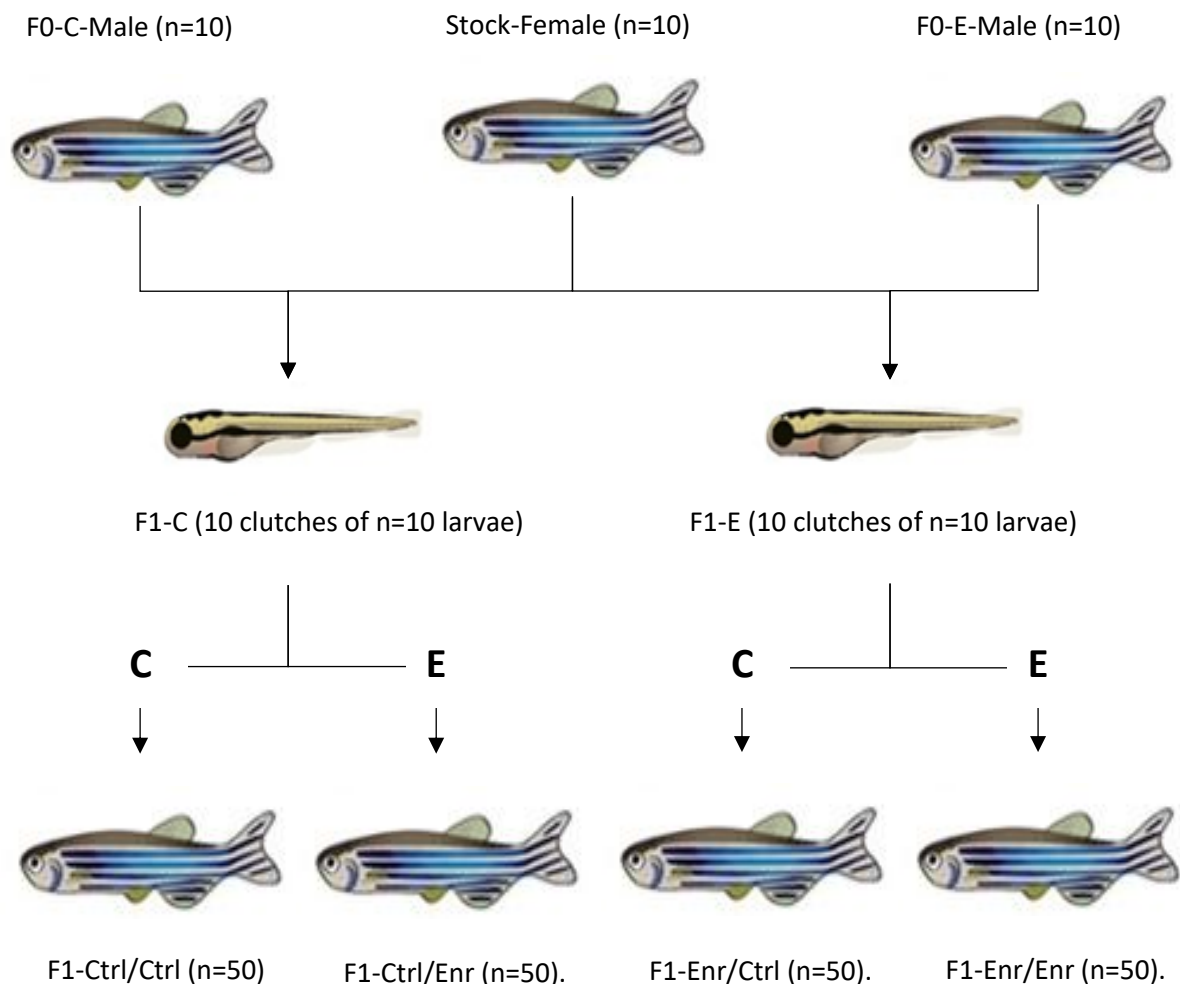 F0-C-Male (n=10)
Stock-Female (n=10)
F0-E-Male (n=10)
F1-C (10 clutches of n=10 larvae)
F1-E (10 clutches of n=10 larvae)
C
E
C
E
F1-Ctrl/Ctrl (n=50)
F1-Ctrl/Enr (n=50).
F1-Enr/Ctrl (n=50).
F1-Enr/Enr (n=50).